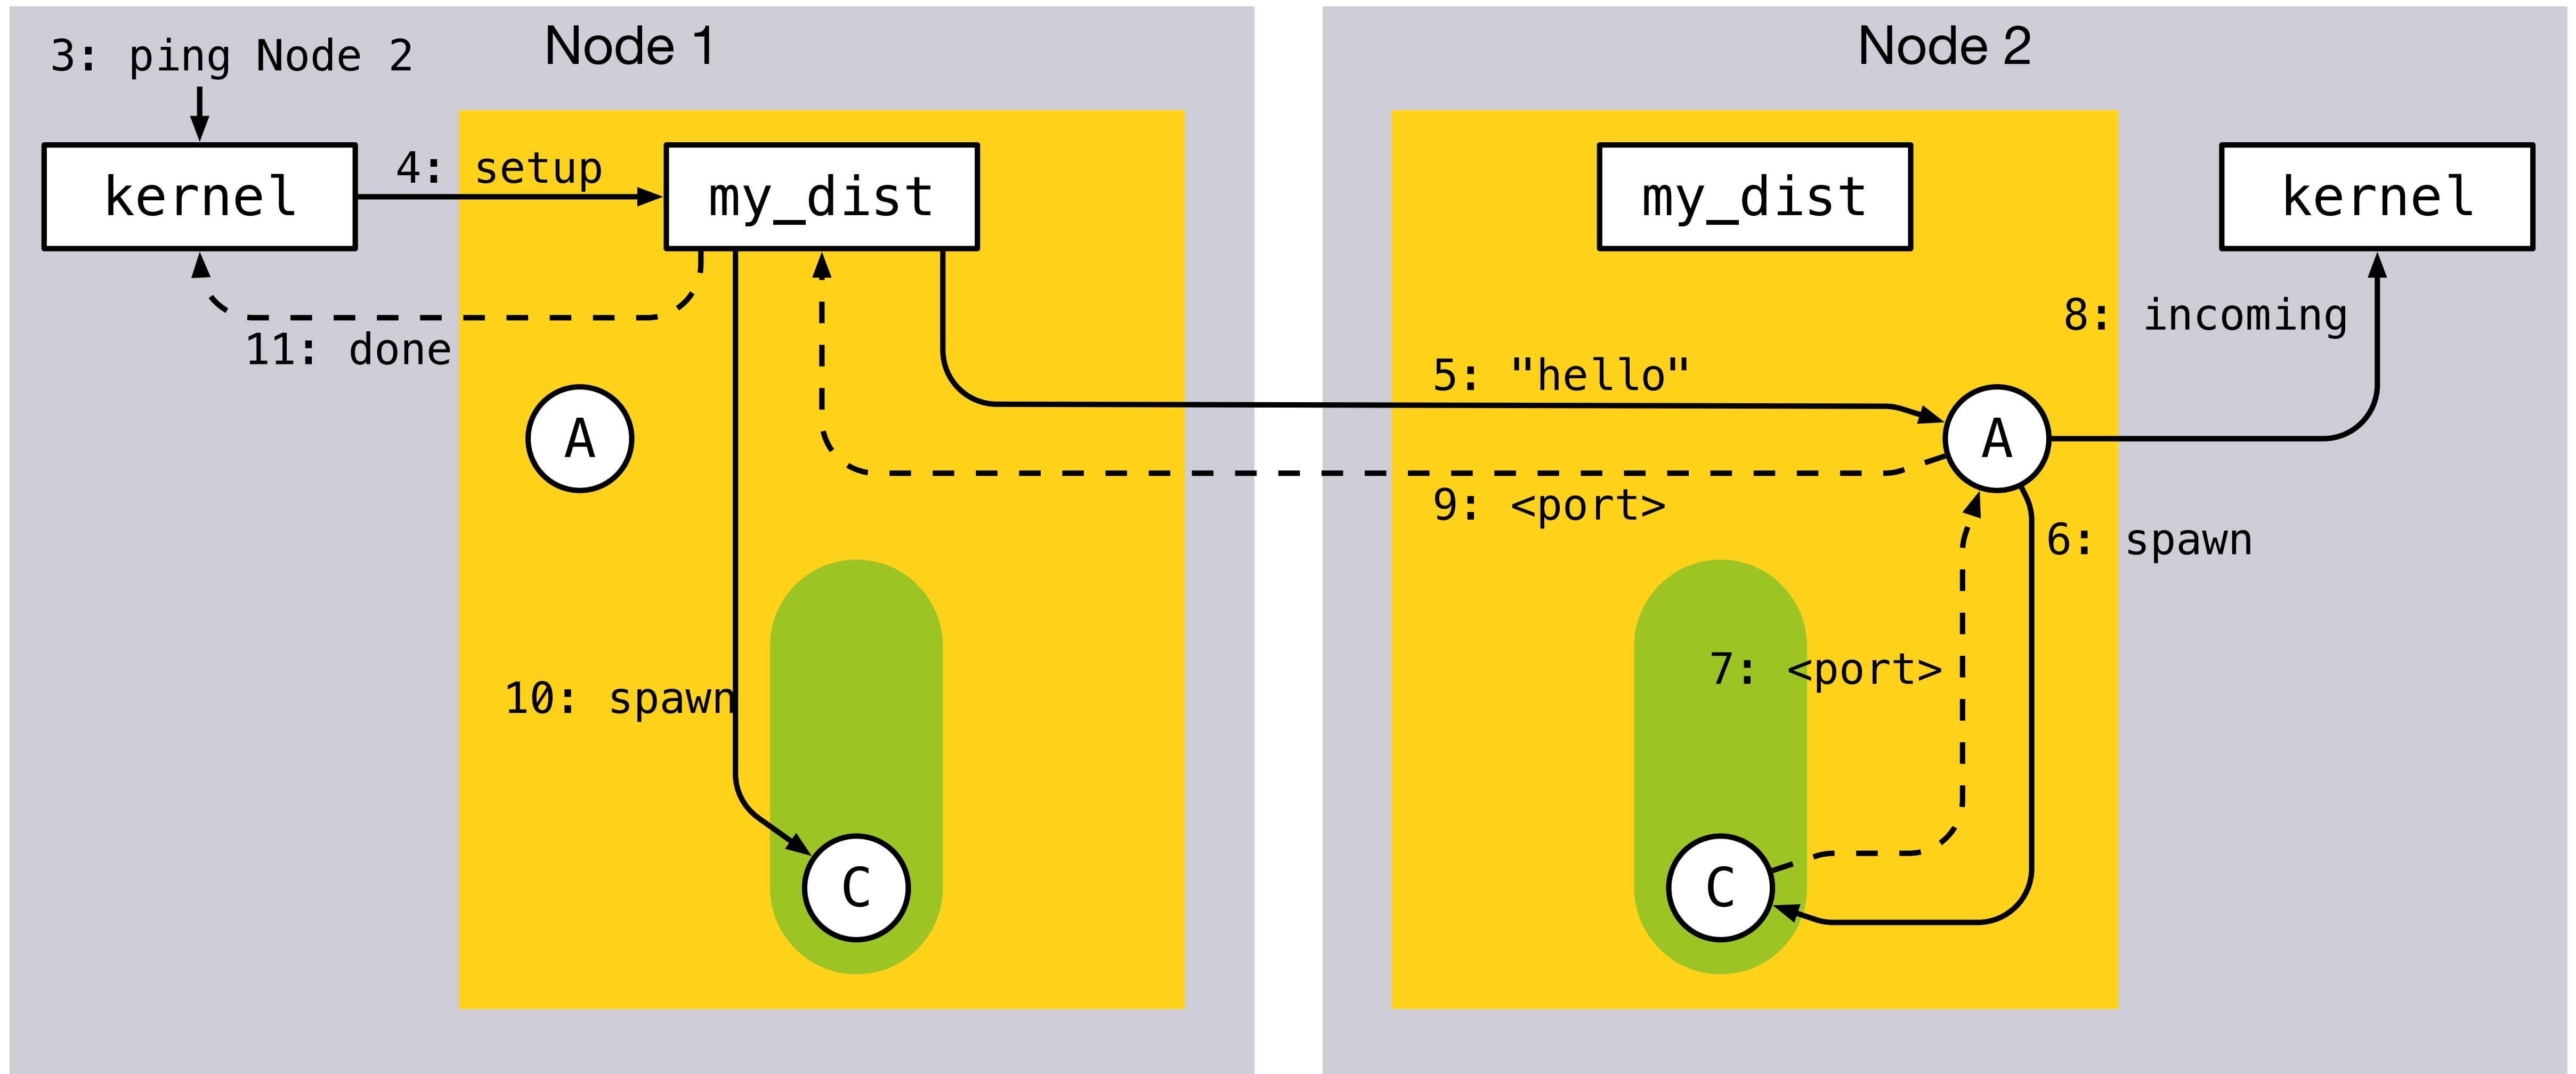 Node 1
3: ping Node 2
kernel
4: setup
my_dist
11: done
A
10: spawn
C
Node 2
my_dist
kernel
8: incoming
5: "hello"
A
9: <port>
6: spawn
7: <port>
C